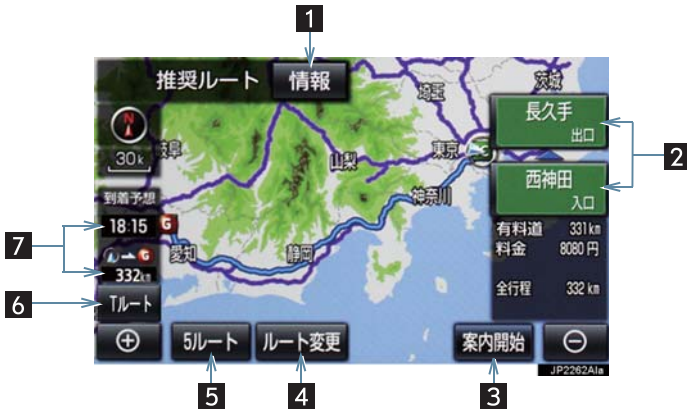 1
推奨ルート 情報
茨城
埼玉
長久手
出口
2
N
30k
岐阜
山梨
東京
西神田
入口
神奈川
到着予想
18:15
G
7
愛知
静岡
有料道 331km
料金 8080円
G
332km
全行程 332km
6
Tルート
5ルート
ルート変更
案内開始
JP2262AIa
5
4
3